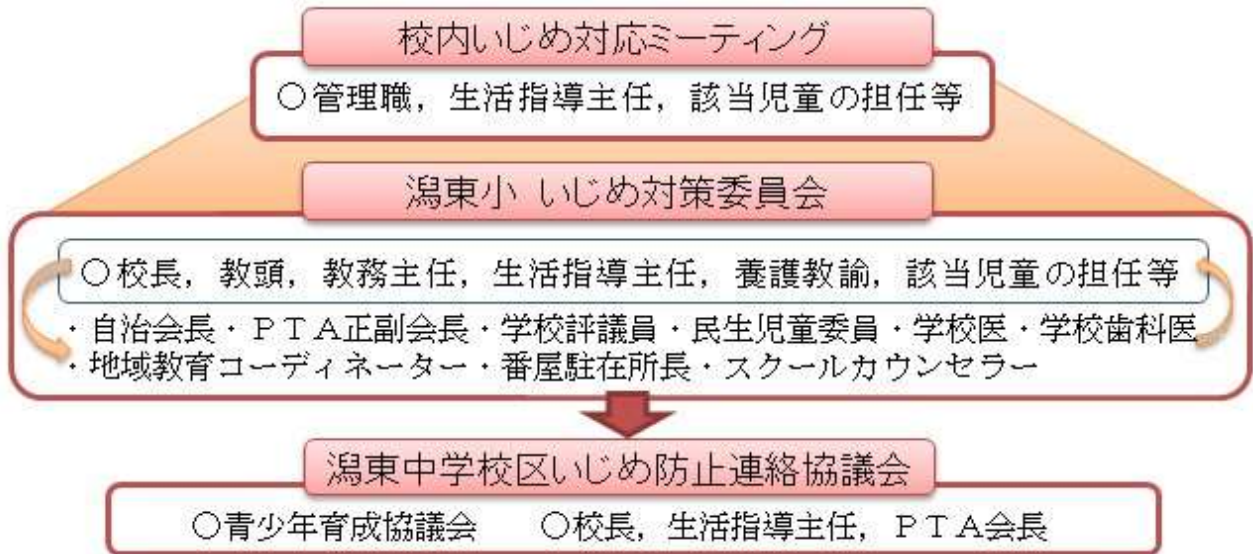 校内いじめ対応ミーティング
○管理職，生活指導主任，該当児童の担任等
潟東小 いじめ対策委員会
○校長，教頭，教務主任，生活指導主任，養護教諭，該当児童の担任等
・自治会長・ＰＴＡ正副会長・学校評議員・民生児童委員・学校医・学校歯科医
・地域教育コーディネーター・番屋駐在所長・スクールカウンセラー
潟東中学校区いじめ防止連絡協議会
○青少年育成協議会　○校長，生活指導主任，ＰＴＡ会長